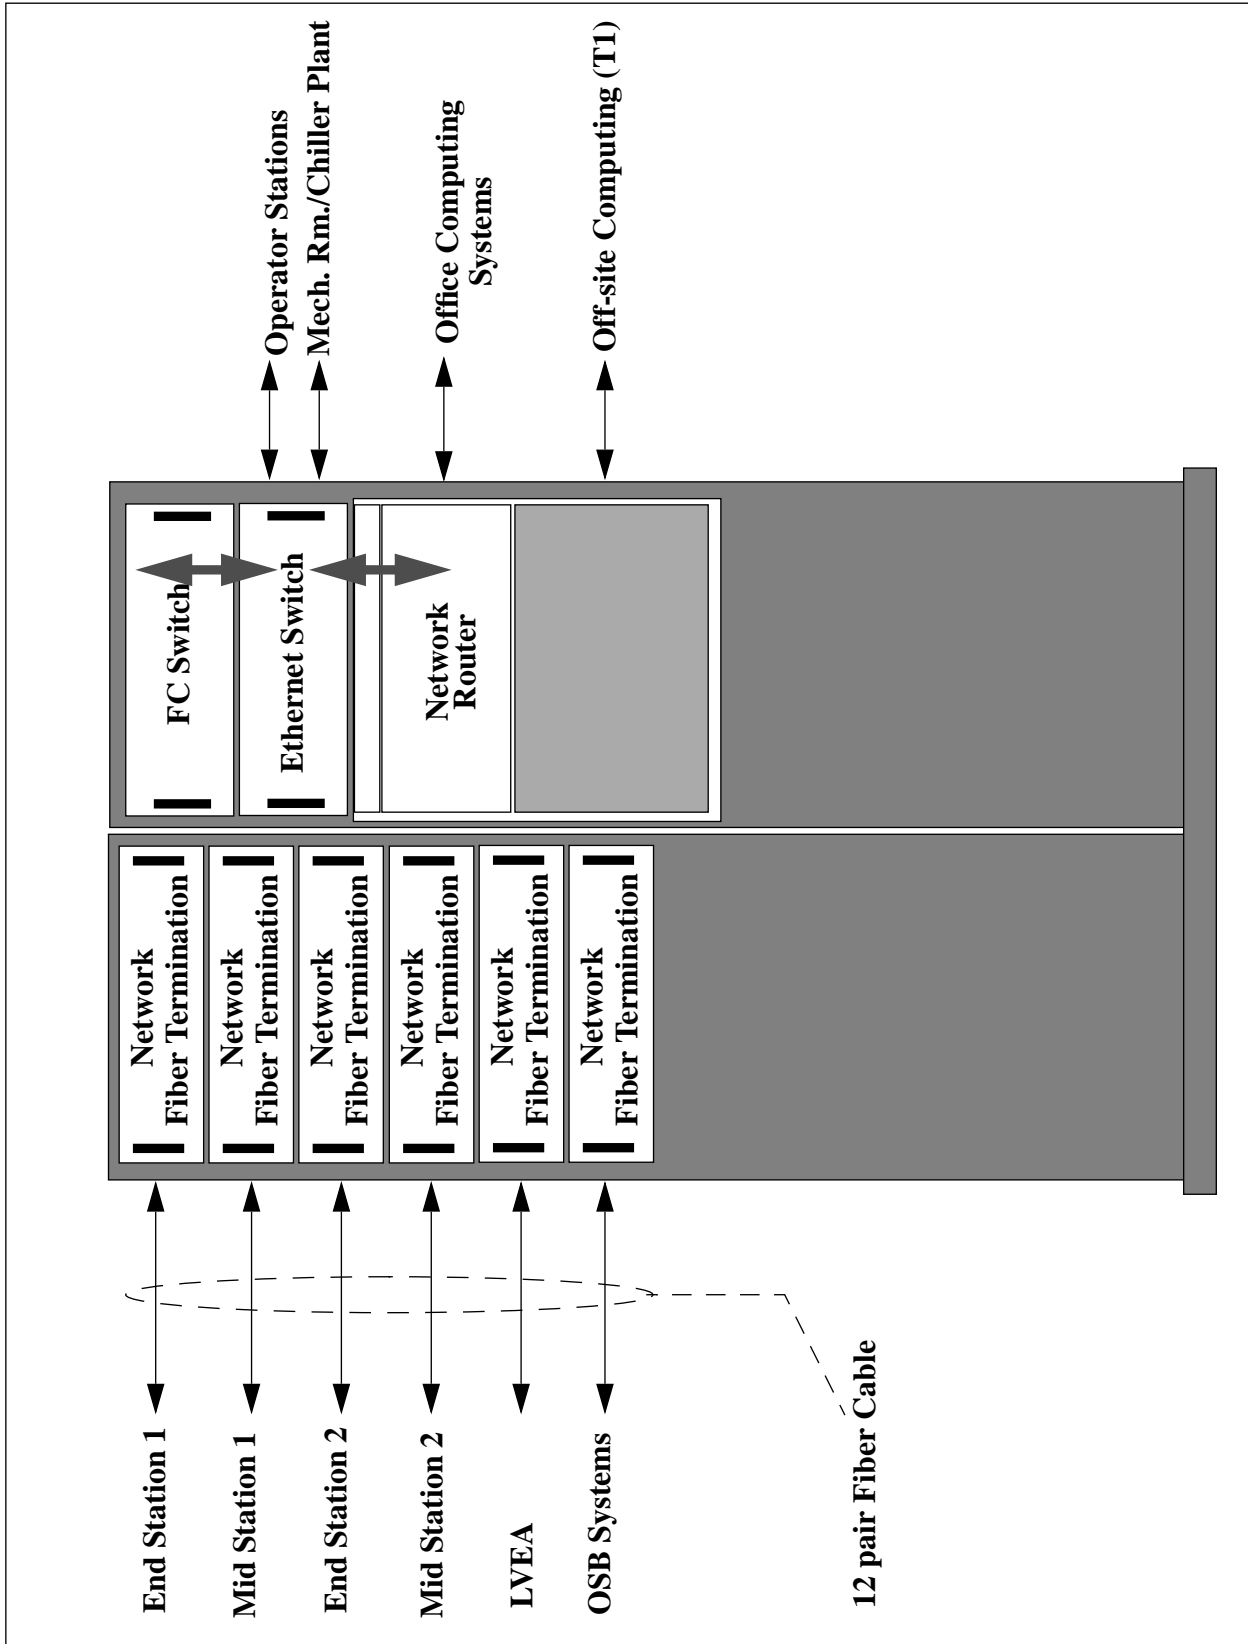 End Station 1
Mid Station 1
End Station 2
Mid Station 2
LVEA
OSB Systems
12 pair Fiber Cable
Network
Fiber Termination
Network
Fiber Termination
Network
Fiber Termination
Network
Fiber Termination
Network
Fiber Termination
Network
Fiber Termination
FC Switch
Ethernet Switch
Network
Router
Operator Stations
Mech. Rm./Chiller Plant
Office Computing
Systems
Off-site Computing (T1)